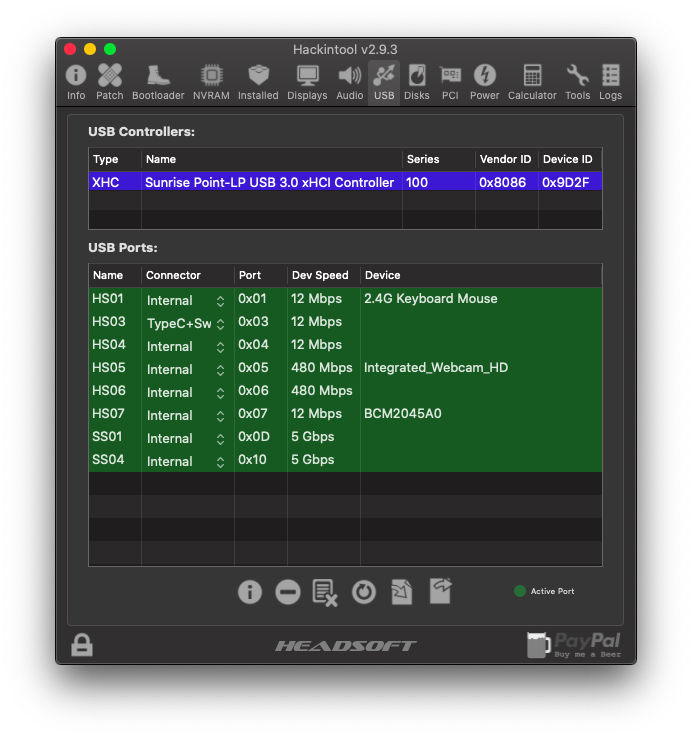 Hackintool v2.9.3
Info Patch Bootloader NVRAM Installed Displays Audio USB Disks PCI Power Calculator Tools Logs
USB Controllers:
Type Name Series Vendor ID Device ID
XHC Sunrise Point-LP USB 3.0 xHCI Controller 100 0x8086 0x9D2F
USB Ports:
Name Connector Port Dev Speed Device
HS01 Internal 0x01 12 Mbps 2.4G Keyboard Mouse
HS03 TypeC+Sw 0x03 12 Mbps
HS04 Internal 0x04 12 Mbps
HS05 Internal 0x05 480 Mbps Integrated_Webcam_HD
HS06 Internal 0x06 480 Mbps
HS07 Internal 0x07 12 Mbps BCM2045A0
SS01 Internal 0x0D 5 Gbps
SS04 Internal 0x10 5 Gbps
Active Port
HEADSOFT
PayPal
Buy me a Beer